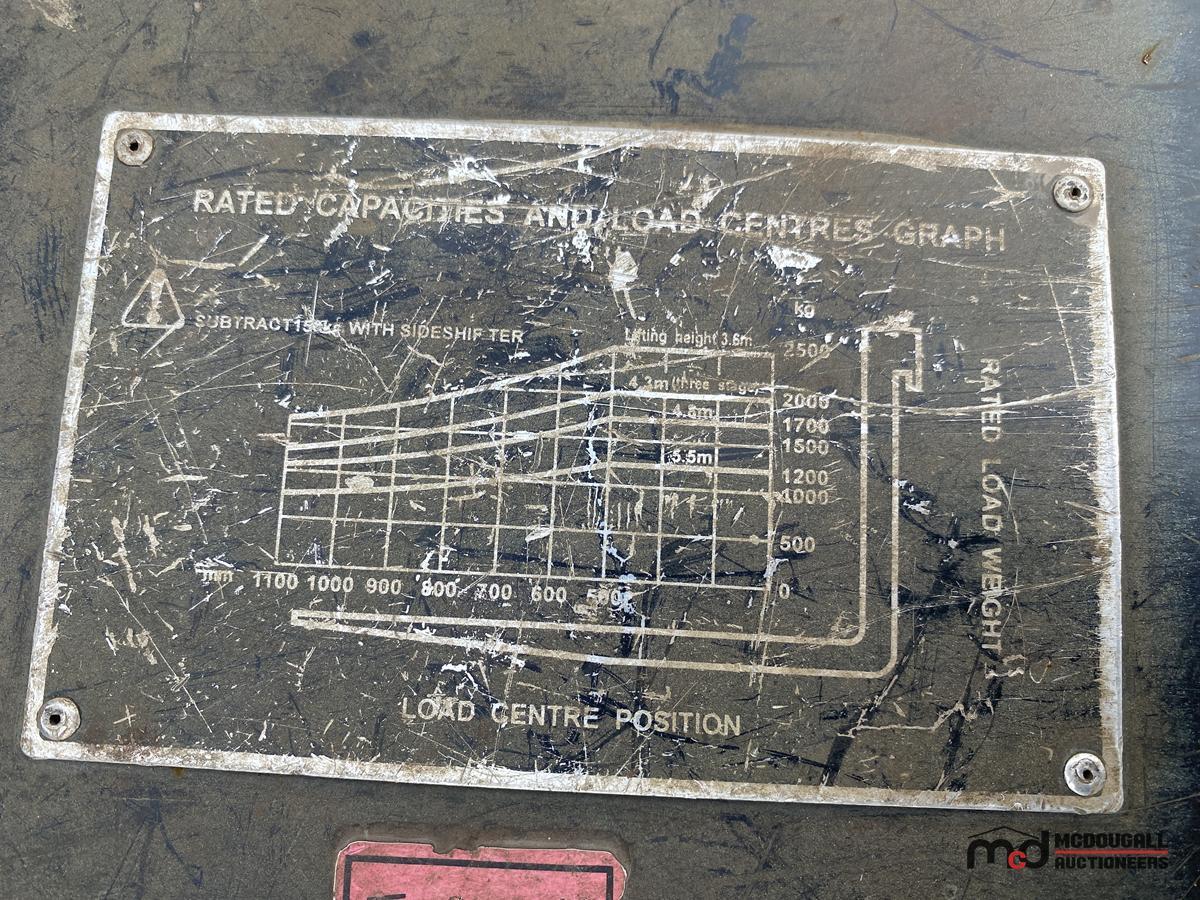 RATED CAPACITIES AND LOAD CENTRES GRAPH
WITH SIDESHIFTER
kg
Lifting height 3.6m
2500
4.3m (three stage)
2000
4.8m
1700
1500
5.5m
1200
1000
500
0
mm 1100 1000 900 800 700 600 500
RATED LOAD WEIGHT
LOAD CENTRE POSITION
mcd MCDOUGALL
AUCTIONEERS